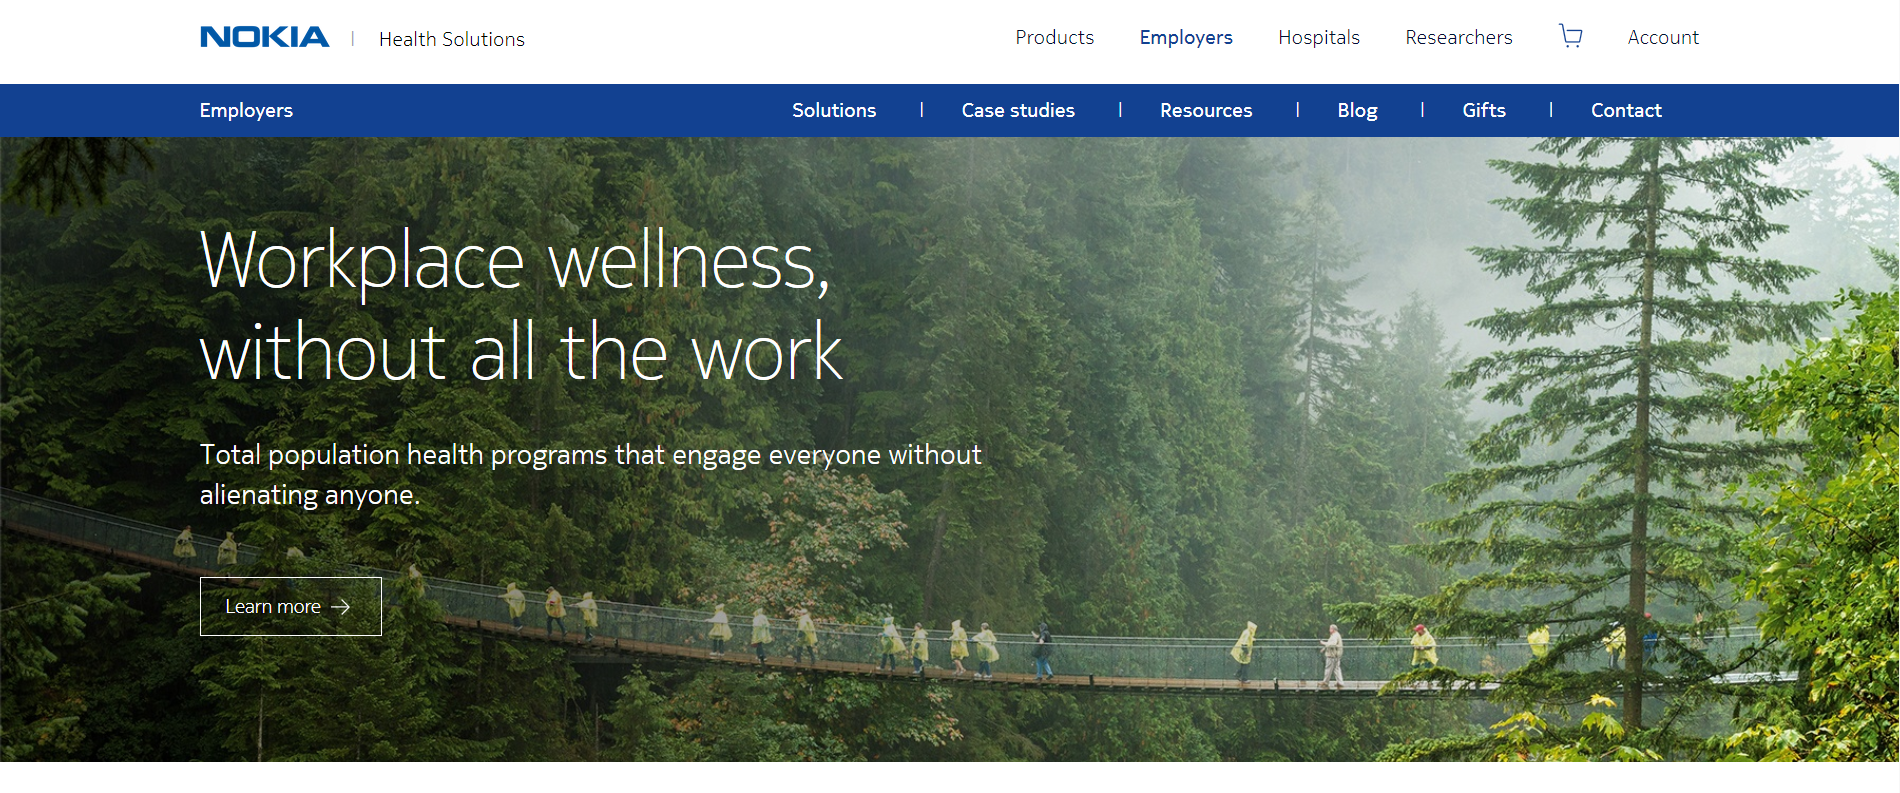 NOKIA | Health Solutions
Products Employers Hospitals Researchers Account
Employers
Solutions | Case studies | Resources | Blog | Gifts | Contact
Workplace wellness,
without all the work
Total population health programs that engage everyone without
alienating anyone.
Learn more →